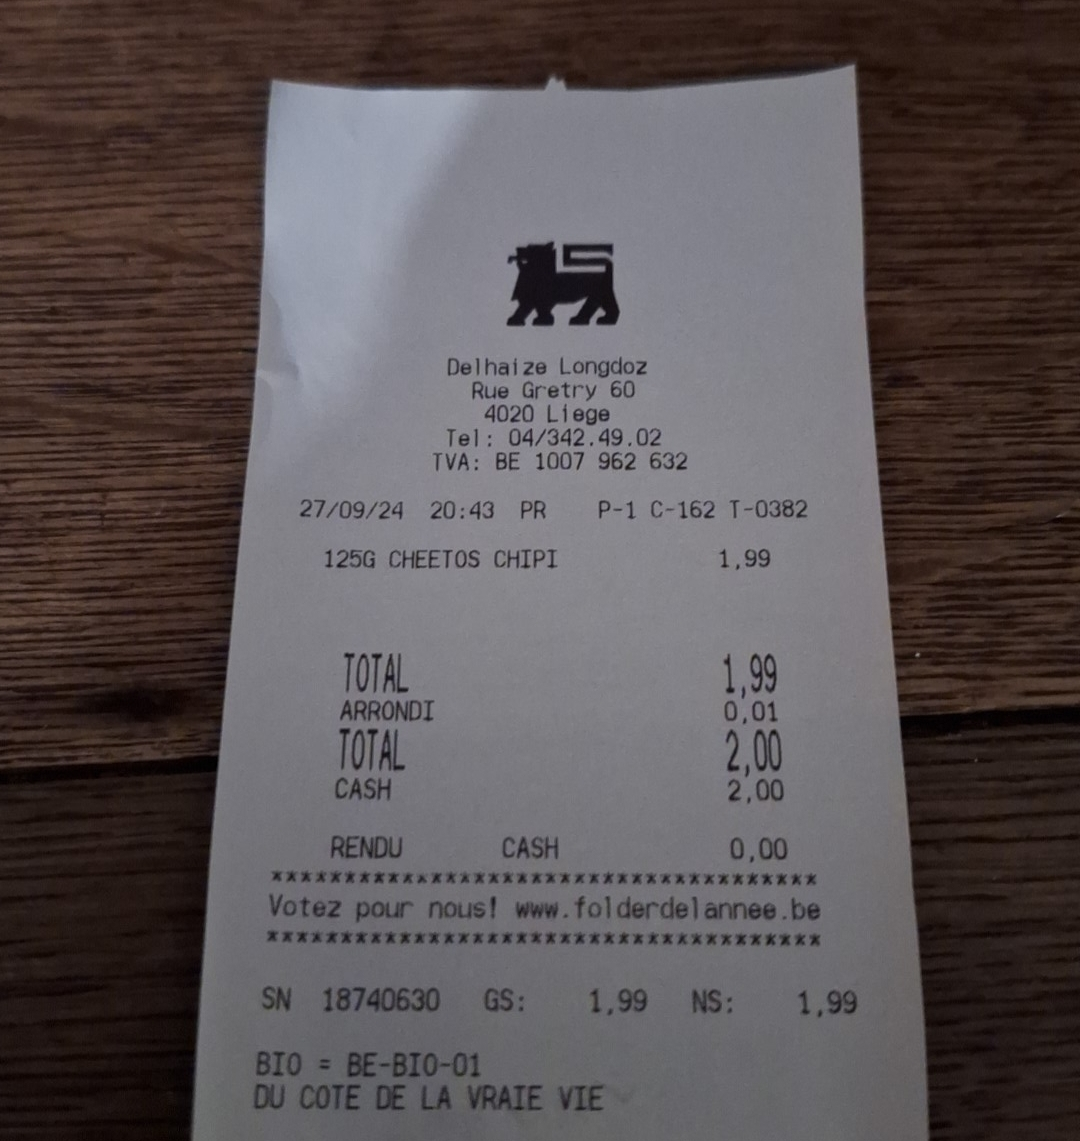 Delhaize Longdoz
Rue Gretry 60
4020 Liege
Tel: 04/342.49.02
TVA: BE 1007 962 632
27/09/24 20:43 PR P-1 C-162 T-0382
125G CHEETOS CHIPI 1,99
TOTAL 1,99
ARRONDI 0,01
TOTAL 2,00
CASH 2,00
RENDU CASH 0,00
**************************************
Votez pour nous! www.folderdelannee.be
**************************************
SN 18740630 GS: 1,99 NS: 1,99
BIO = BE-BIO-01
DU COTE DE LA VRAIE VIE